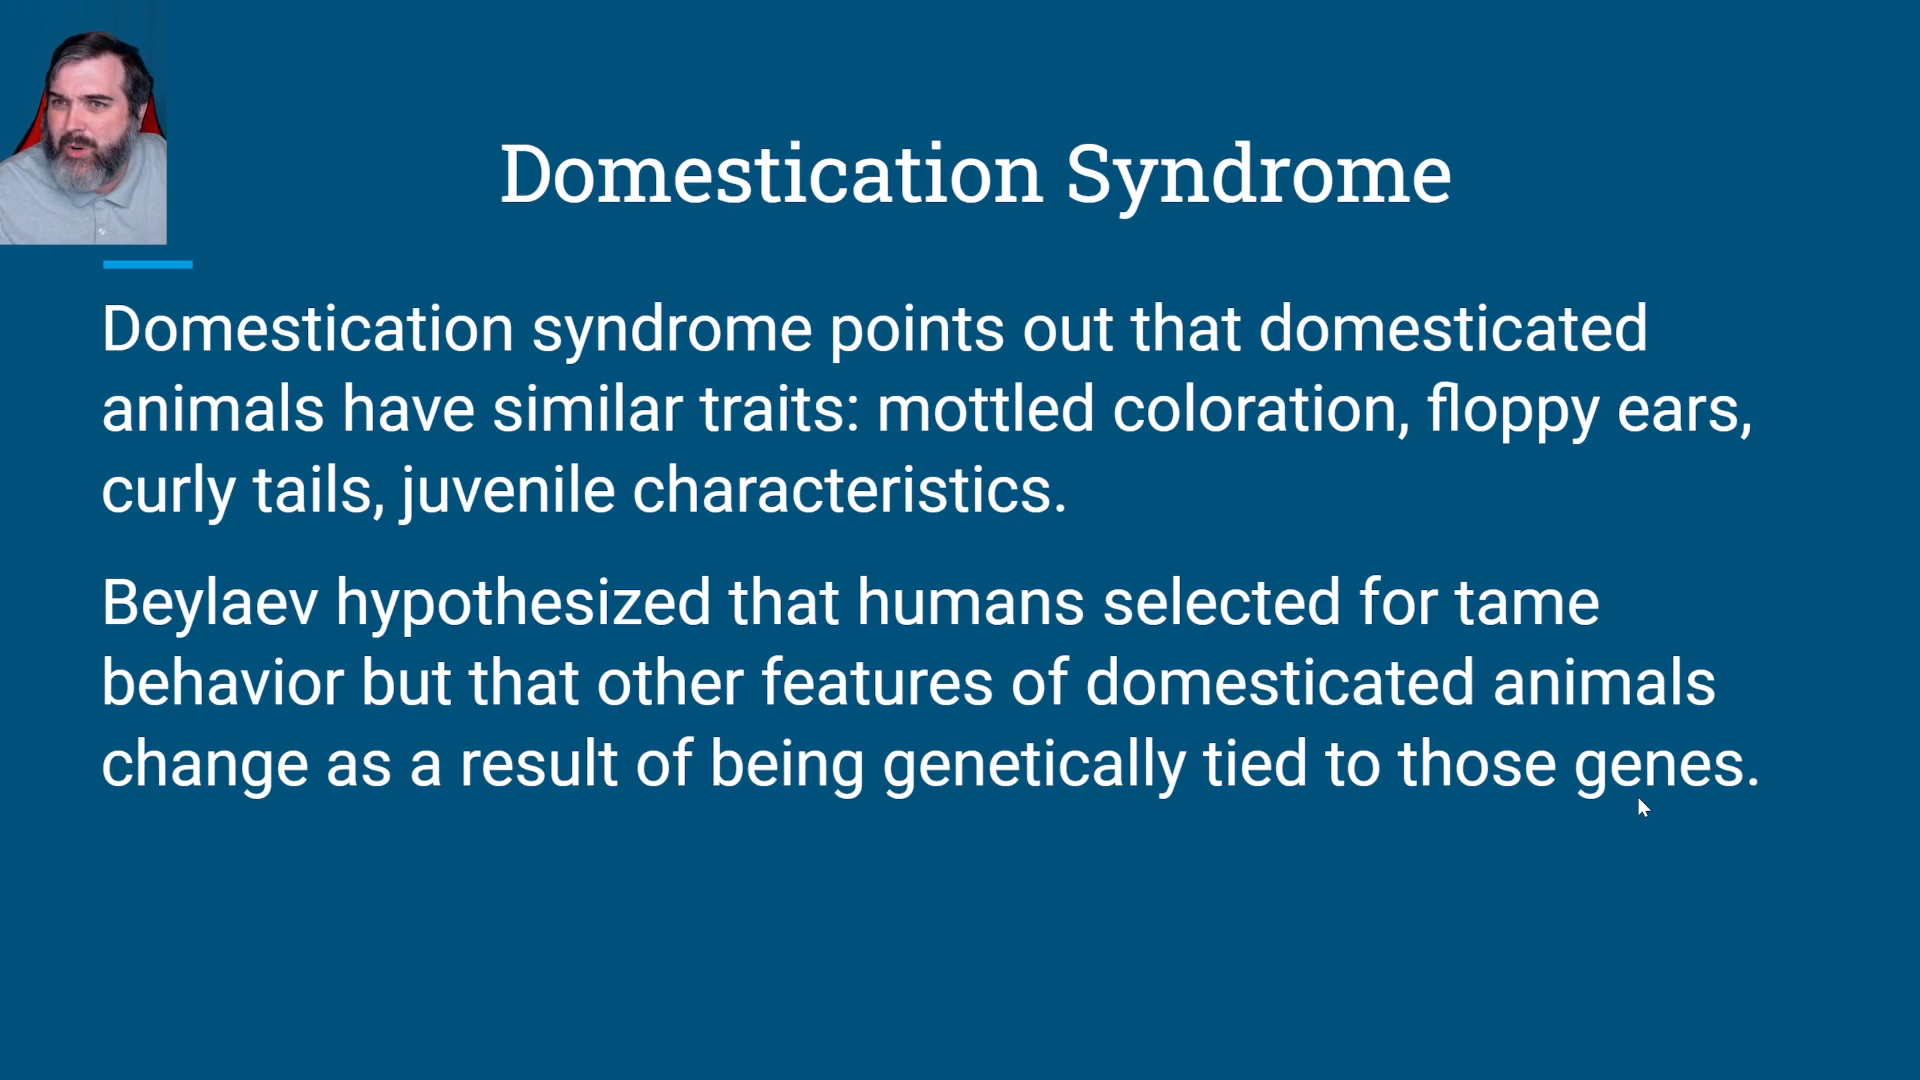 Domestication Syndrome
Domestication syndrome points out that domesticated
animals have similar traits: mottled coloration, floppy ears,
curly tails, juvenile characteristics.
Beylaev hypothesized that humans selected for tame
behavior but that other features of domesticated animals
change as a result of being genetically tied to those genes.